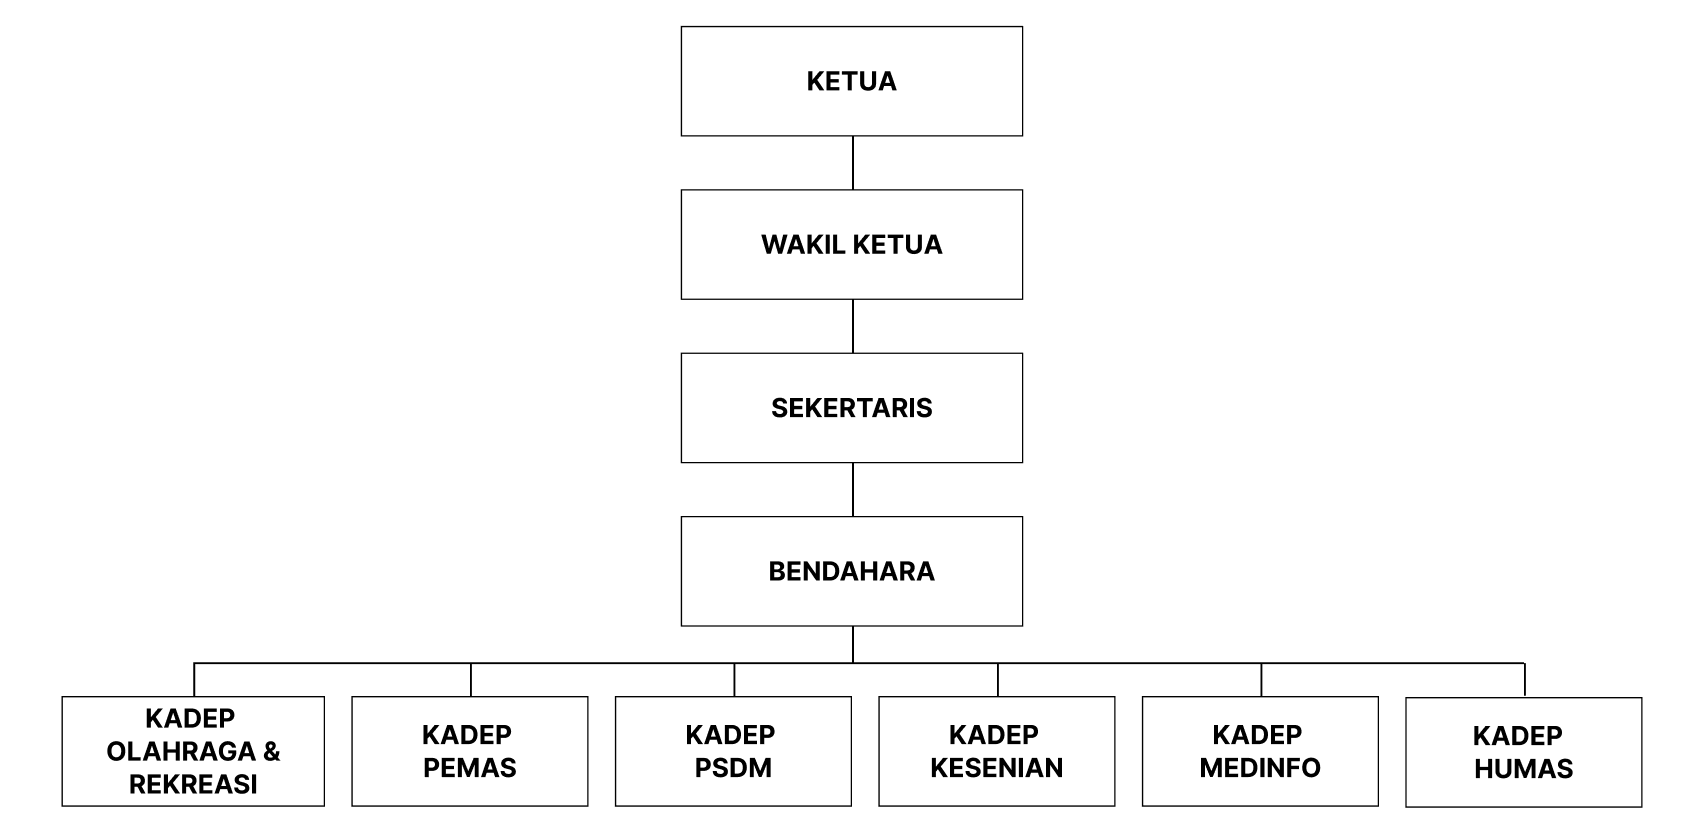 KETUA
WAKIL KETUA
SEKERTARIS
BENDAHARA
KADEP
OLAHRAGA &
REKREASI
KADEP
PEMAS
KADEP
PSDM
KADEP
KESENIAN
KADEP
MEDINFO
KADEP
HUMAS